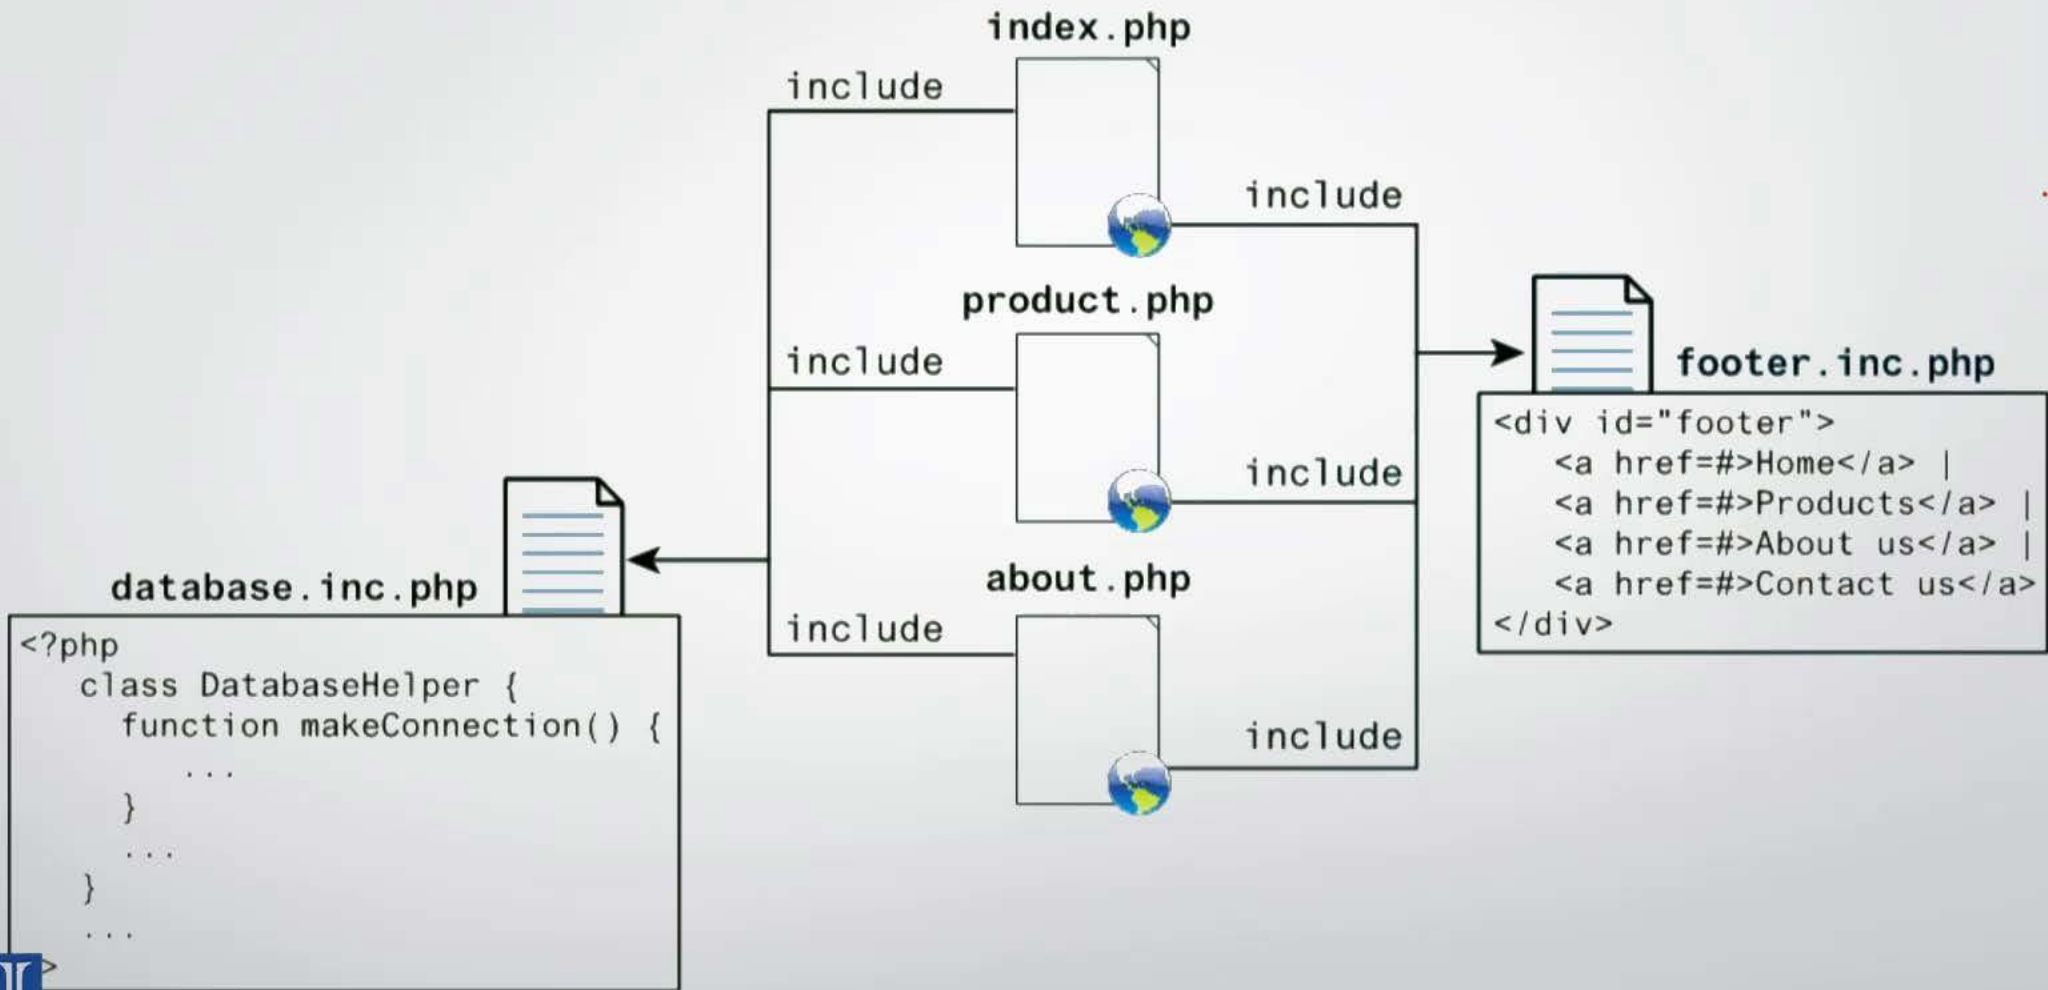 index.php
include
include
product.php
include
include
about.php
include
include
footer.inc.php
<div id="footer">
<a href=#>Home</a> |
<a href=#>Products</a> |
<a href=#>About us</a> |
<a href=#>Contact us</a>
</div>
database.inc.php
<?php
class DatabaseHelper {
function makeConnection() {
...
}
...
}
...
>